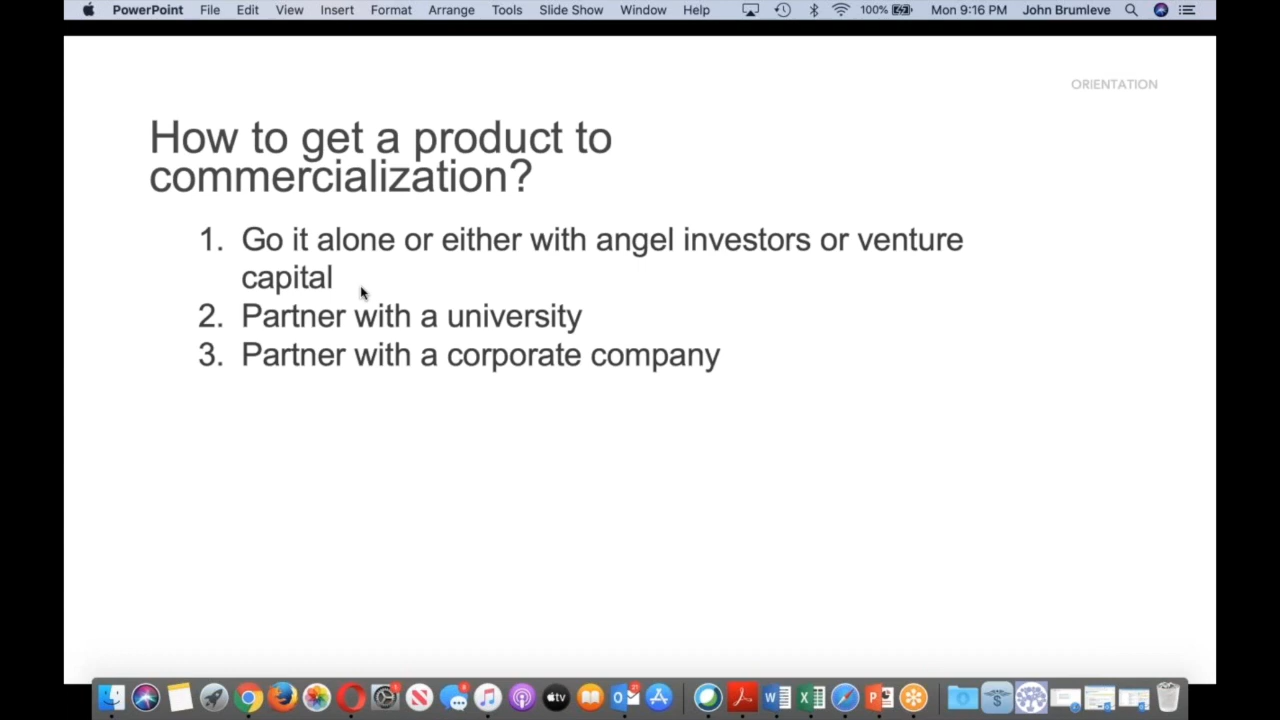 PowerPoint File Edit View Insert Format Arrange Tools Slide Show Window Help 100% Mon 9:16 PM John Brumleve
ORIENTATION
How to get a product to
commercialization?
1. Go it alone or either with angel investors or venture
capital
2. Partner with a university
3. Partner with a corporate company
tv